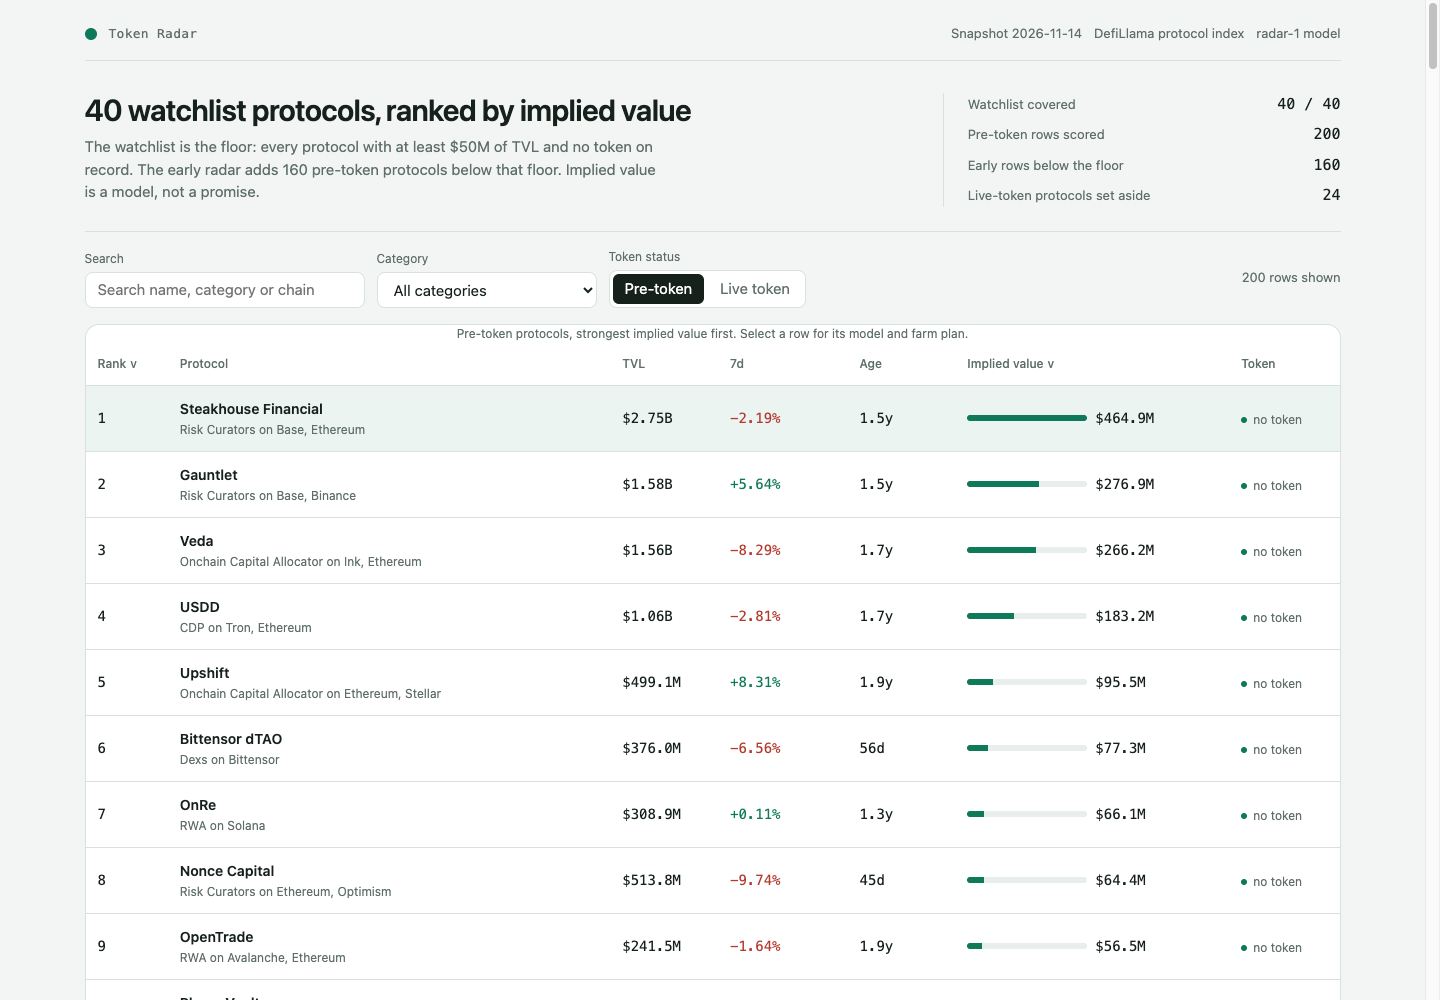 Token Radar
Snapshot 2026-11-14 DefiLlama protocol index radar-1 model
40 watchlist protocols, ranked by implied value
The watchlist is the floor: every protocol with at least $50M of TVL and no token on
record. The early radar adds 160 pre-token protocols below that floor. Implied value
is a model, not a promise.
Watchlist covered 40 / 40
Pre-token rows scored 200
Early rows below the floor 160
Live-token protocols set aside 24
Search
Search name, category or chain
Category
All categories
Token status
Pre-token Live token
200 rows shown
Pre-token protocols, strongest implied value first. Select a row for its model and farm plan.
Rank v Protocol TVL 7d Age Implied value v Token
1 Steakhouse Financial $2.75B −2.19% 1.5y $464.9M no token
Risk Curators on Base, Ethereum
2 Gauntlet $1.58B +5.64% 1.5y $276.9M no token
Risk Curators on Base, Binance
3 Veda $1.56B −8.29% 1.7y $266.2M no token
Onchain Capital Allocator on Ink, Ethereum
4 USDD $1.06B −2.81% 1.7y $183.2M no token
CDP on Tron, Ethereum
5 Upshift $499.1M +8.31% 1.9y $95.5M no token
Onchain Capital Allocator on Ethereum, Stellar
6 Bittensor dTAO $376.0M −6.56% 56d $77.3M no token
Dexs on Bittensor
7 OnRe $308.9M +0.11% 1.3y $66.1M no token
RWA on Solana
8 Nonce Capital $513.8M −9.74% 45d $64.4M no token
Risk Curators on Ethereum, Optimism
9 OpenTrade $241.5M −1.64% 1.9y $56.5M no token
RWA on Avalanche, Ethereum